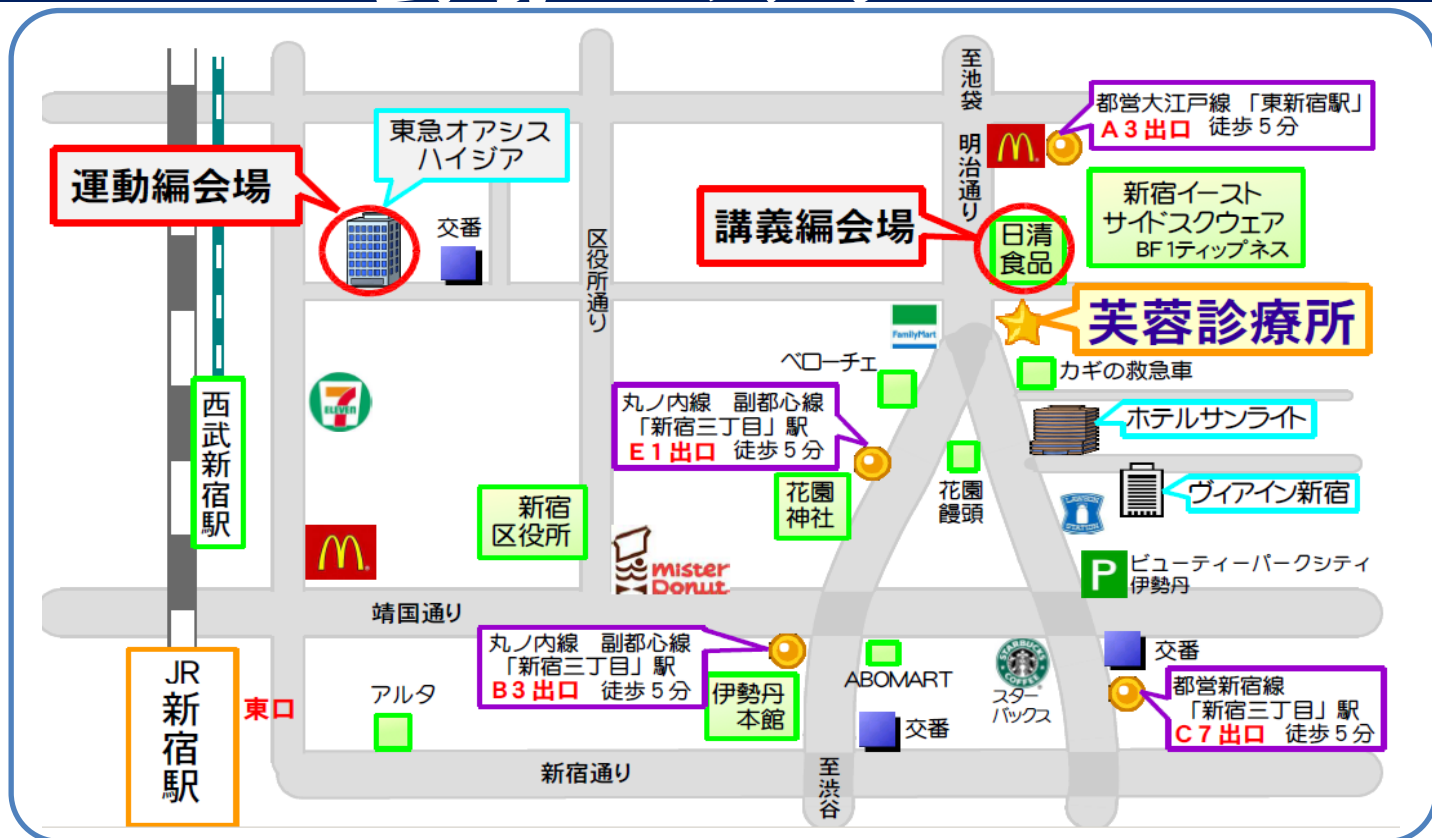 至池袋
明治通り
都営大江戸線 「東新宿駅」
A3出口 徒歩5分
東急オアシス
ハイジア
運動編会場
交番
区役所通り
講義編会場
日清
食品
新宿イースト
サイドスクウェア
BF1ティップネス
芙蓉診療所
FamilyMart
カギの救急車
ベローチェ
西武新宿駅
7
ELEVEN
丸ノ内線 副都心線
「新宿三丁目」駅
E1出口 徒歩5分
ホテルサンライト
花園
神社
花園
饅頭
LAWSON
STATION
ヴィアイン新宿
新宿
区役所
mister
Donut
P
ビューティーパークシティ
伊勢丹
靖国通り
丸ノ内線 副都心線
「新宿三丁目」駅
B3出口 徒歩5分
JR
新宿駅
東口
アルタ
伊勢丹
本館
ABOMART
交番
STARBUCKS
COFFEE
スター
バックス
交番
都営新宿線
「新宿三丁目」駅
C7出口 徒歩5分
新宿通り
至渋谷